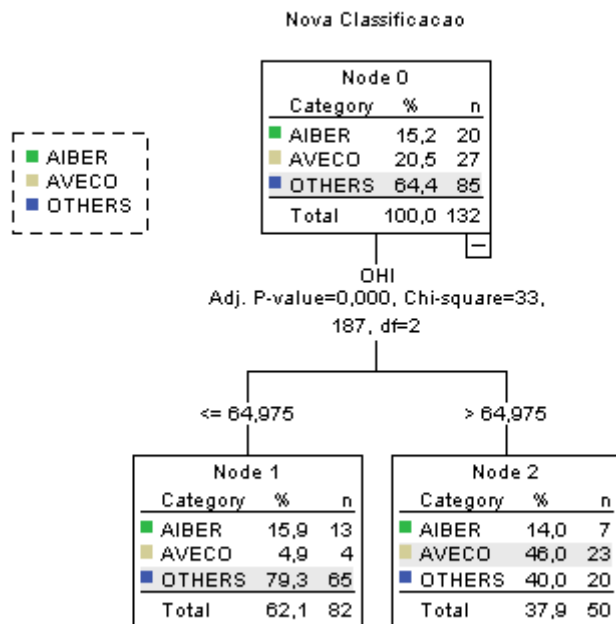 Nova Classificacao
Node 0
Category % n
AIBER 15,2 20
AVECO 20,5 27
OTHERS 64,4 85
Total 100,0 132
AIBER
AVECO
OTHERS
OHI
Adj. P-value=0,000, Chi-square=33,
187, df=2
<= 64,975
> 64,975
Node 1
Category % n
AIBER 15,9 13
AVECO 4,9 4
OTHERS 79,3 65
Total 62,1 82
Node 2
Category % n
AIBER 14,0 7
AVECO 46,0 23
OTHERS 40,0 20
Total 37,9 50